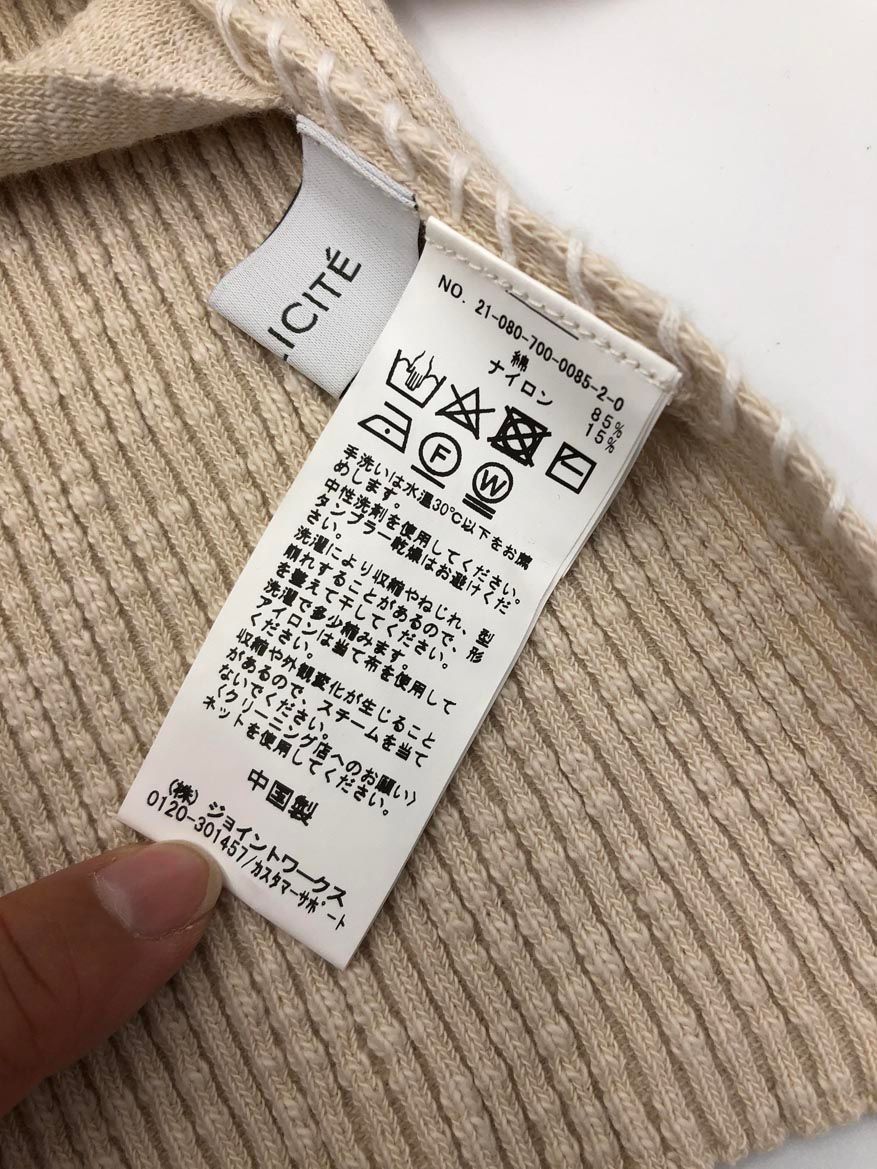 ICITÉ
NO. 21-080-700-0085-2-0
綿 85%
ナイロン 15%
F
W
手洗いは水温30℃以下をお薦
めします。
中性洗剤を使用してください。
タンブラー乾燥はお避けくだ
さい。
洗濯により収縮やねじれ、型
崩れすることがあるので、形
を整えて干してください。
洗濯で多少縮みます。
アイロンは当て布を使用して
ください。
収縮や外観変化が生じること
があるので、スチームを当て
ないでください。
〈クリーニング店へのお願い〉
ネットを使用してください。
中国製
(株) ジョイントワークス
0120-301457/カスタマーサポート